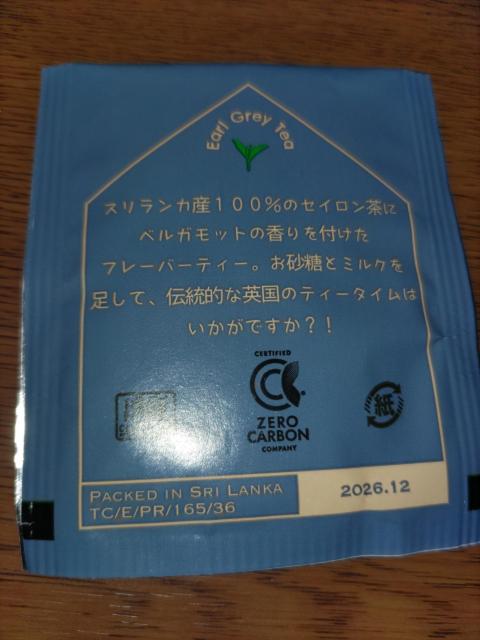 Earl Grey Tea
スリランカ産100%のセイロン茶に
ベルガモットの香りを付けた
フレーバーティー。お砂糖とミルクを
足して、伝統的な英国のティータイムは
いかがですか?!
CERTIFIED
ZERO
CARBON
COMPANY
紙
PACKED IN SRI LANKA
TC/E/PR/165/36
2026.12